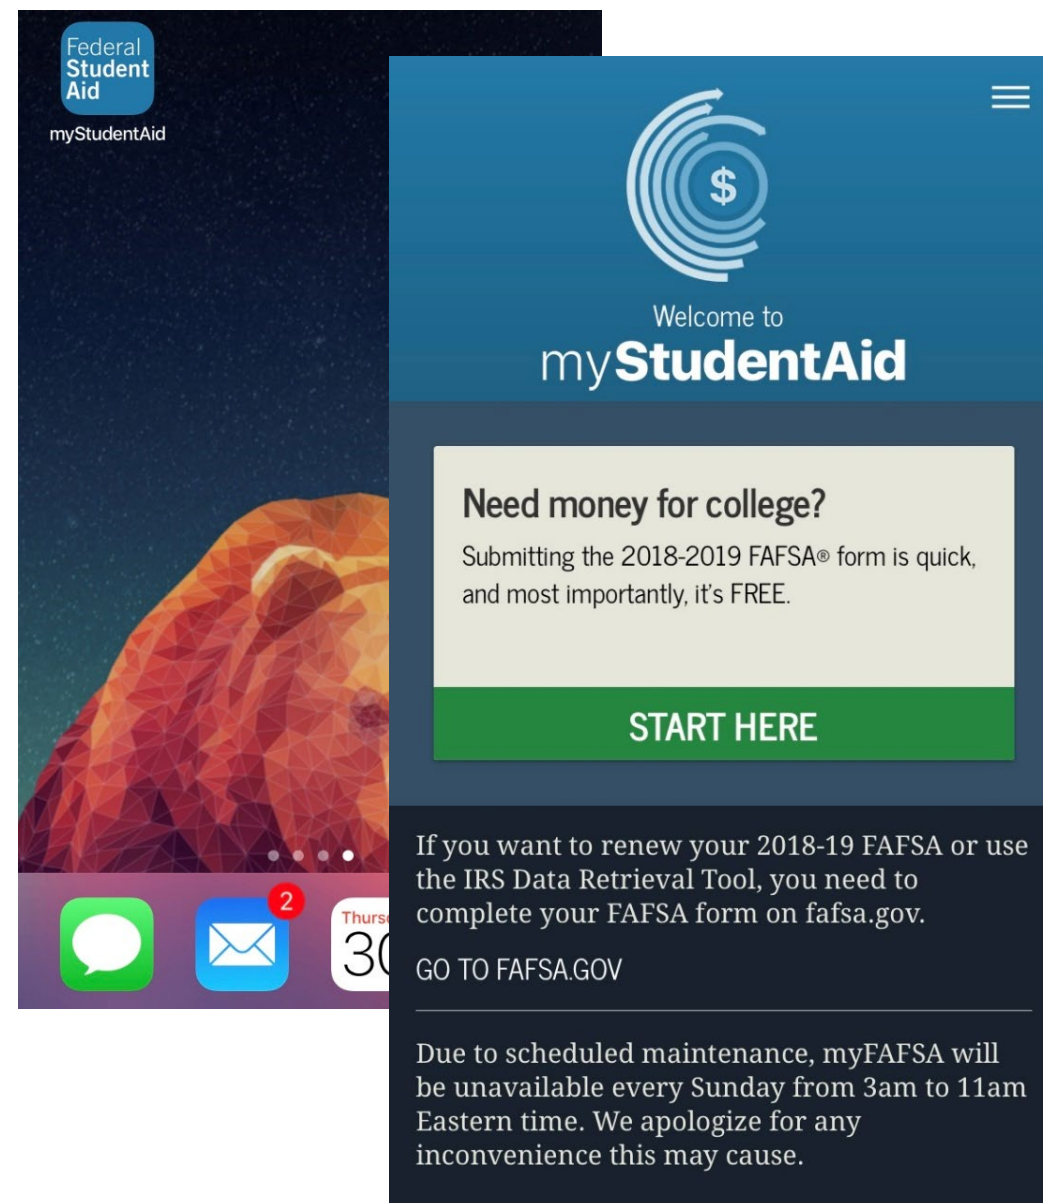 Federal
Student
Aid
myStudentAid
2
Thurs
30
$
Welcome to
myStudentAid
Need money for college?
Submitting the 2018-2019 FAFSA® form is quick,
and most importantly, it's FREE.
START HERE
If you want to renew your 2018-19 FAFSA or use
the IRS Data Retrieval Tool, you need to
complete your FAFSA form on fafsa.gov.
GO TO FAFSA.GOV
Due to scheduled maintenance, myFAFSA will
be unavailable every Sunday from 3am to 11am
Eastern time. We apologize for any
inconvenience this may cause.